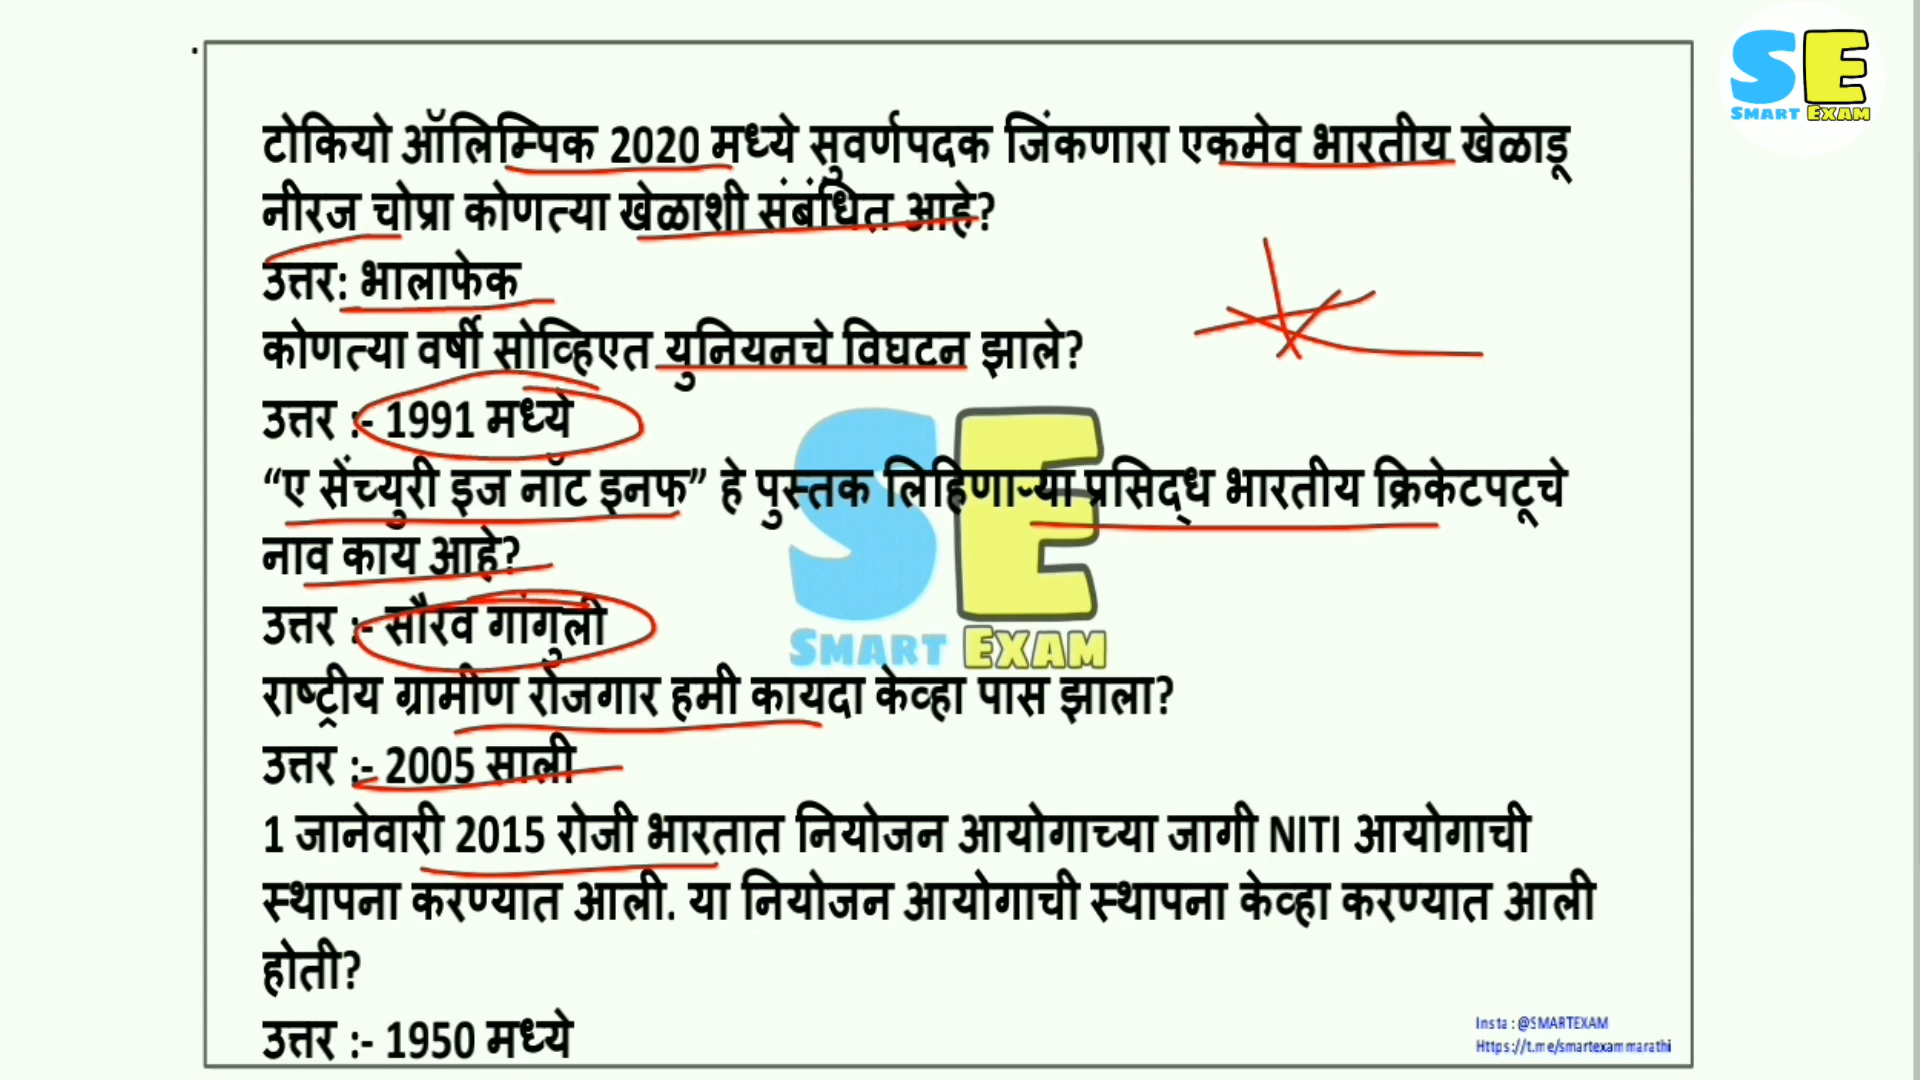 SE
SMART EXAM
टोकियो ऑलिम्पिक 2020 मध्ये सुवर्णपदक जिंकणारा एकमेव भारतीय खेळाडू
नीरज चोप्रा कोणत्या खेळाशी संबंधित आहे?
उत्तर: भालाफेक
कोणत्या वर्षी सोव्हिएत युनियनचे विघटन झाले?
उत्तर :- 1991 मध्ये
“ए सेंच्युरी इज नॉट इनफ” हे पुस्तक लिहिणाऱ्या प्रसिद्ध भारतीय क्रिकेटपटूचे
नाव काय आहे?
उत्तर :- सौरव गांगुली
SE
SMART EXAM
राष्ट्रीय ग्रामीण रोजगार हमी कायदा केव्हा पास झाला?
उत्तर :- 2005 साली
1 जानेवारी 2015 रोजी भारतात नियोजन आयोगाच्या जागी NITI आयोगाची
स्थापना करण्यात आली. या नियोजन आयोगाची स्थापना केव्हा करण्यात आली
होती?
उत्तर :- 1950 मध्ये
Insta : @SMARTEXAM
Https://t.me/smartexammarathi